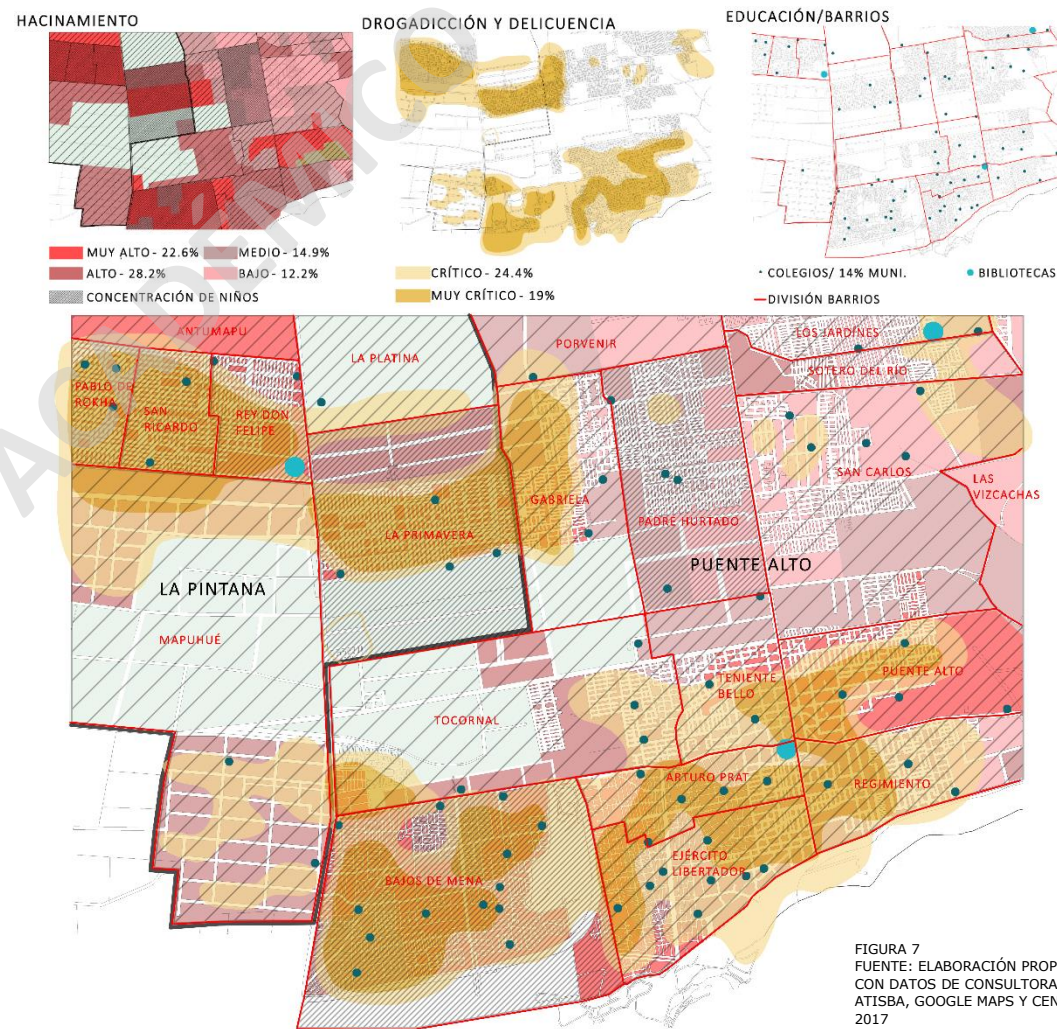 HACINAMIENTO
DROGADICCIÓN Y DELICUENCIA
EDUCACIÓN/BARRIOS
ACADÉMICO
MUY ALTO - 22.6%
MEDIO - 14.9%
ALTO - 28.2%
BAJO - 12.2%
CONCENTRACIÓN DE NIÑOS
CRÍTICO - 24.4%
MUY CRÍTICO - 19%
COLEGIOS/ 14% MUNI.
BIBLIOTECAS
DIVISIÓN BARRIOS
ANTUMAPU
LA PLATINA
PORVENIR
LOS JARDÍNES
SOTERO DEL RÍO
PABLO DE
ROKHA
SAN
RICARDO
REY DON
FELIPE
GABRIELA
SAN CARLOS
LAS
VIZCACHAS
LA PRIMAVERA
PADRE HURTADO
LA PINTANA
PUENTE ALTO
MAPUHUÉ
TENIENTE
BELLO
PUENTE ALTO
TOCORNAL
ARTURO PRAT
REGIMIENTO
BAJOS DE MENA
EJÉRCITO
LIBERTADOR
FIGURA 7
FUENTE: ELABORACIÓN PROP
CON DATOS DE CONSULTORA
ATISBA, GOOGLE MAPS Y CEN
2017